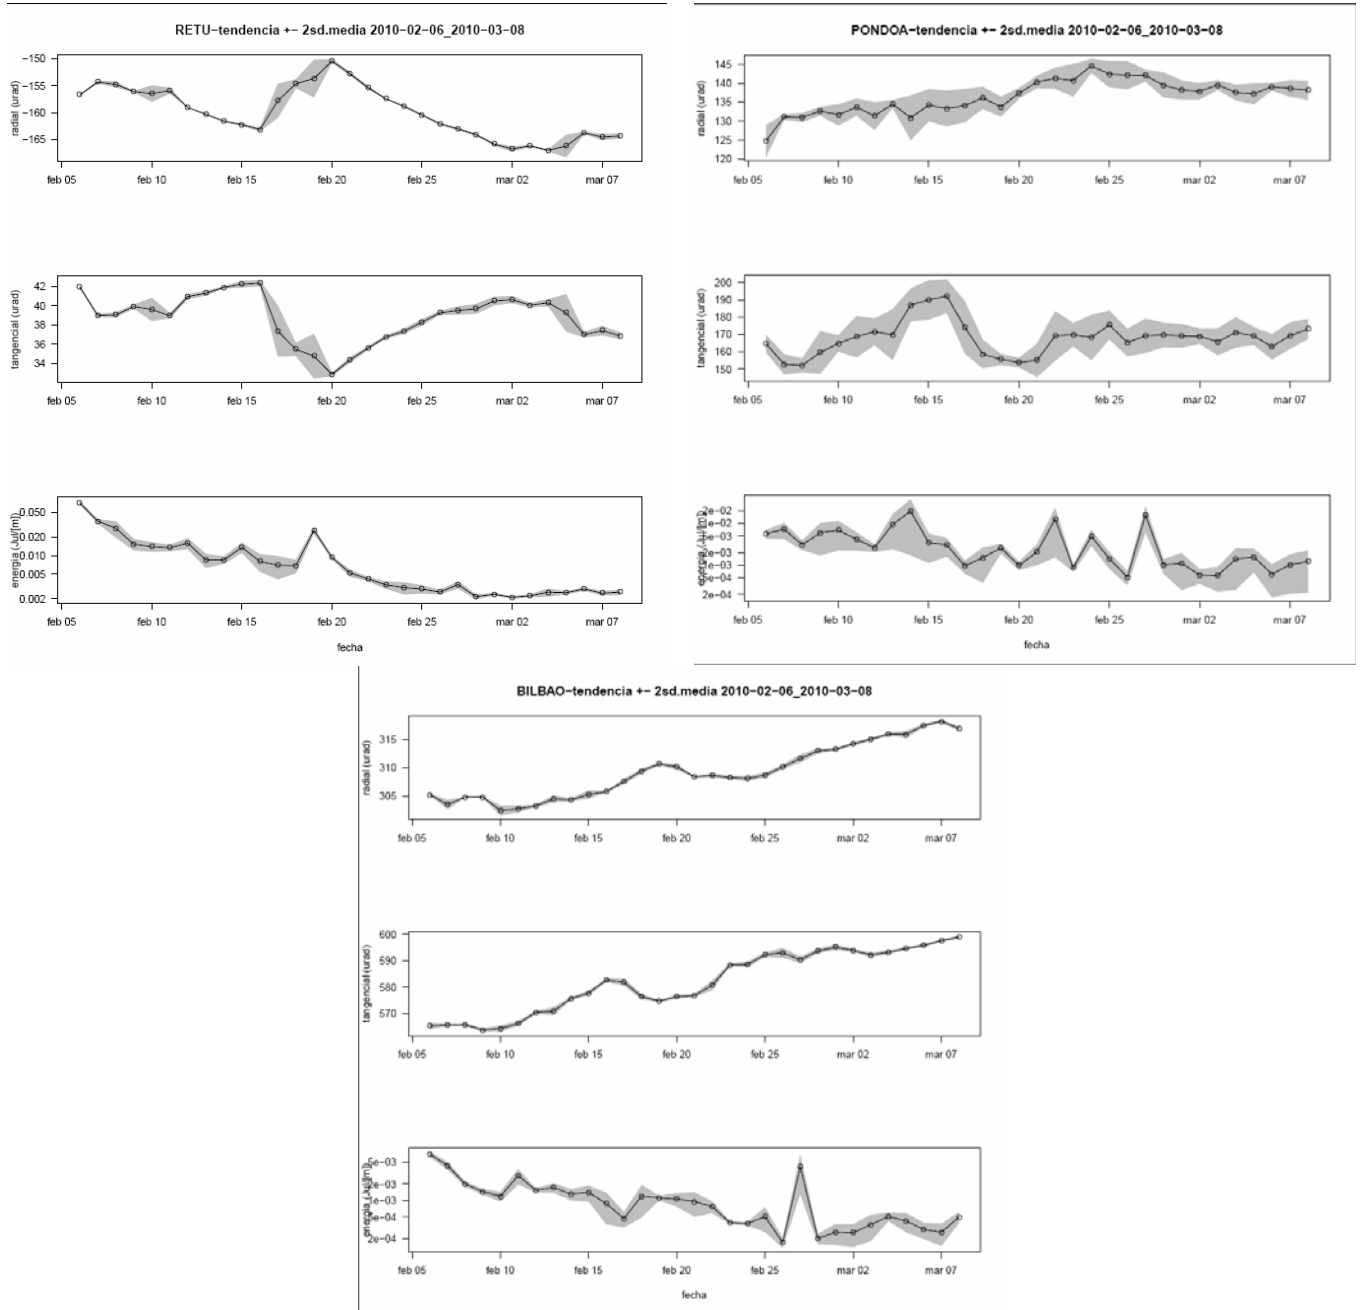 RETU−tendencia +− 2sd.media 2010−02−06_2010−03−08
radial (urad)
−150
−155
−160
−165
feb 05 feb 10 feb 15 feb 20 feb 25 mar 02 mar 07
tangencial (urad)
42
40
38
36
34
feb 05 feb 10 feb 15 feb 20 feb 25 mar 02 mar 07
energia (Jul/[m])
0.050
0.020
0.010
0.005
0.002
feb 05 feb 10 feb 15 feb 20 feb 25 mar 02 mar 07
fecha
PONDOA−tendencia +− 2sd.media 2010−02−06_2010−03−08
radial (urad)
145
140
135
130
125
120
feb 05 feb 10 feb 15 feb 20 feb 25 mar 02 mar 07
tangencial (urad)
200
190
180
170
160
150
feb 05 feb 10 feb 15 feb 20 feb 25 mar 02 mar 07
energia (Jul/[m])
2e−04
feb 05 feb 10 feb 15 feb 20 feb 25 mar 02 mar 07
fecha
BILBAO−tendencia +− 2sd.media 2010−02−06_2010−03−08
radial (urad)
315
310
305
feb 05 feb 10 feb 15 feb 20 feb 25 mar 02 mar 07
tangencial (urad)
600
590
580
570
feb 05 feb 10 feb 15 feb 20 feb 25 mar 02 mar 07
energia (Jul/[m])
2e−04
feb 05 feb 10 feb 15 feb 20 feb 25 mar 02 mar 07
fecha